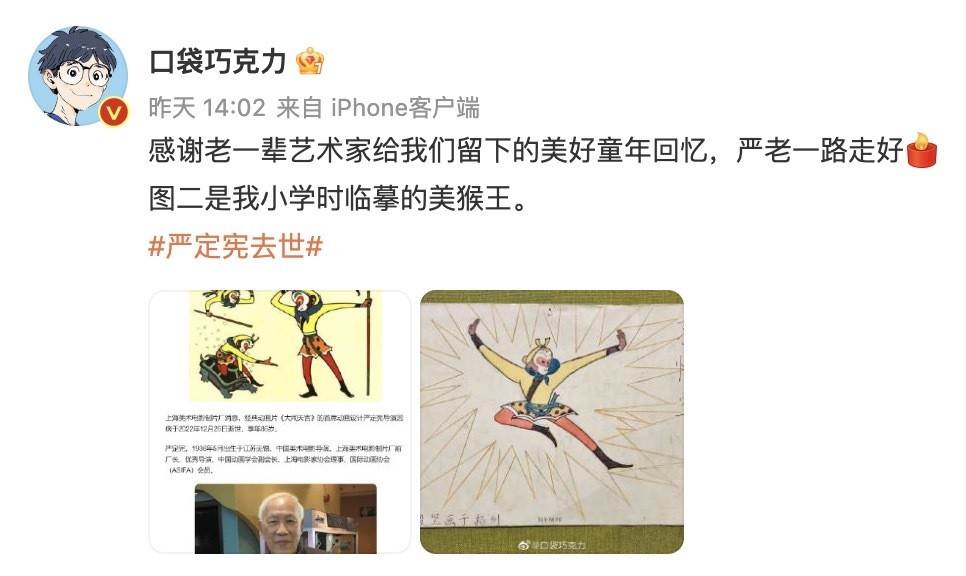 口袋巧克力
昨天 14:02 来自 iPhone客户端
感谢老一辈艺术家给我们留下的美好童年回忆，严老一路走好
图二是我小学时临摹的美猴王。
#严定宪去世#
上海美术电影制片厂消息，经典动画片《大闹天宫》的首席动画设计严定宪导演因
病于2022年12月26日逝世，享年86岁。
严定宪，1936年5月出生于江苏无锡，中国美术电影导演。上海美术电影制片厂前
厂长、优秀导演、中国动画学会副会长、上海电影家协会理事、国际动画协会
（ASIFA）会员。
画于
@口袋巧克力